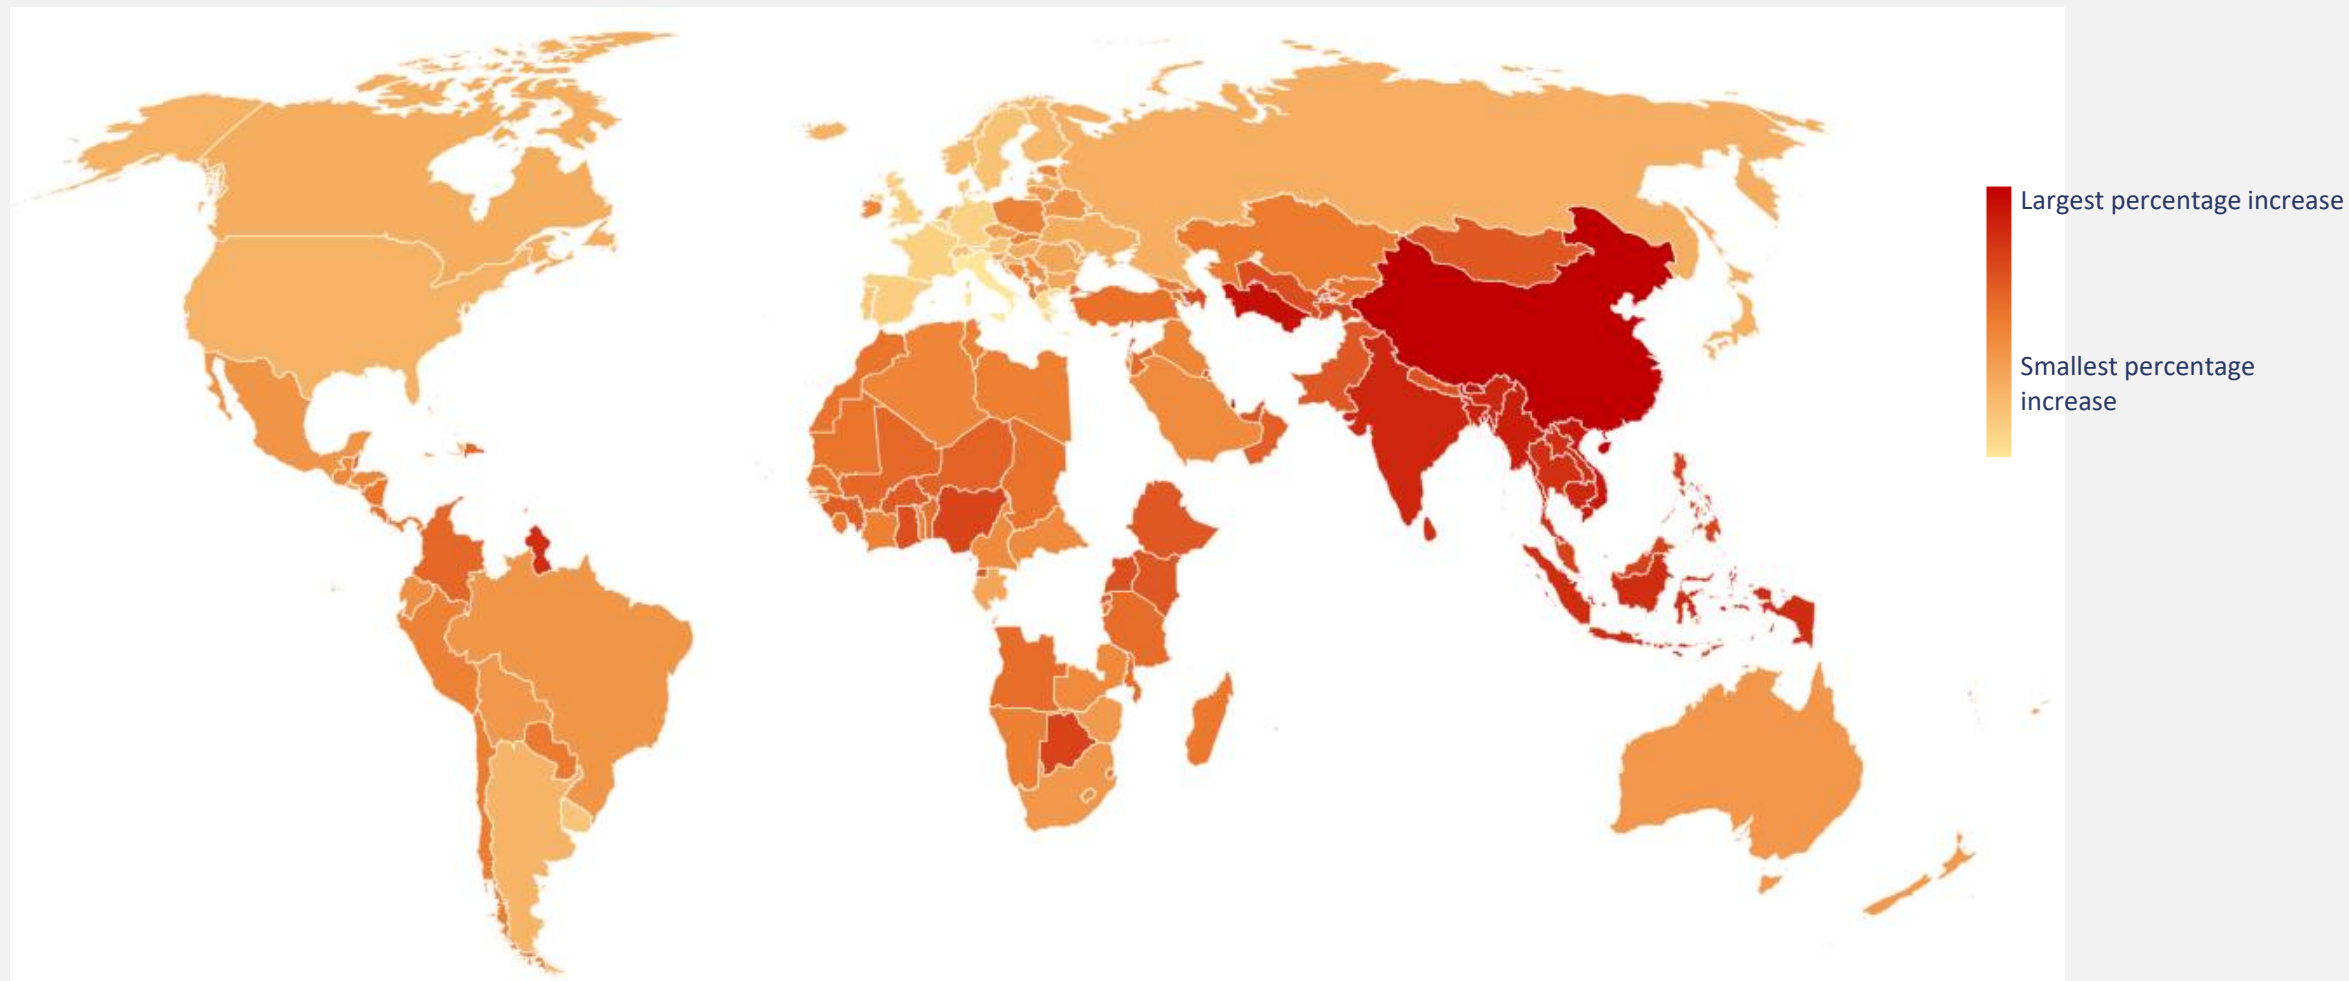 Largest percentage increase
Smallest percentage
increase